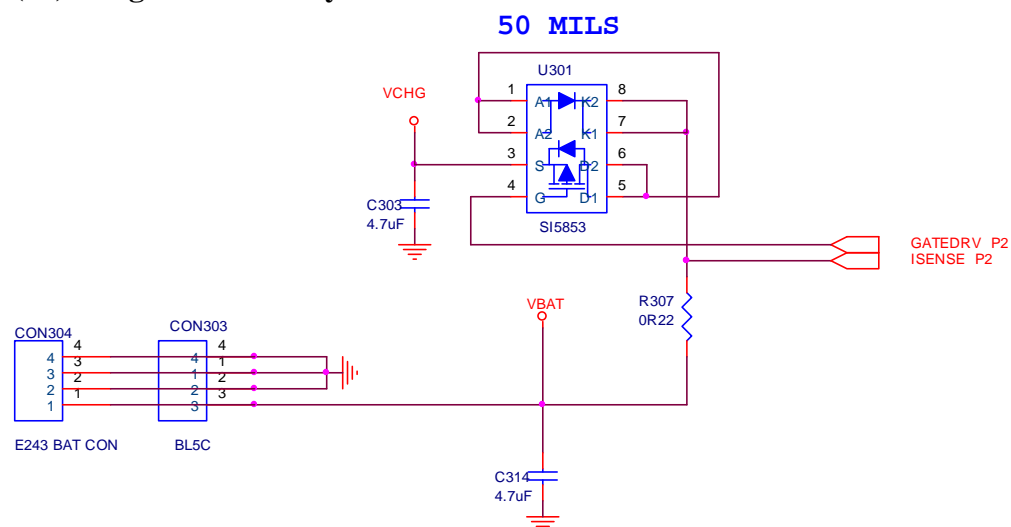 50 MILS
U301
VCHG
1 A1 K2 8
2 A2 K1 7
3 S D2 6
4 G D1 5
C303
4.7uF
SI5853
GATEDRV P2
ISENSE P2
R307
0R22
VBAT
CON304
CON303
4 4 4 4
3 3 1 1
2 2 2 2
1 1 3 3
E243 BAT CON
BL5C
C314
4.7uF